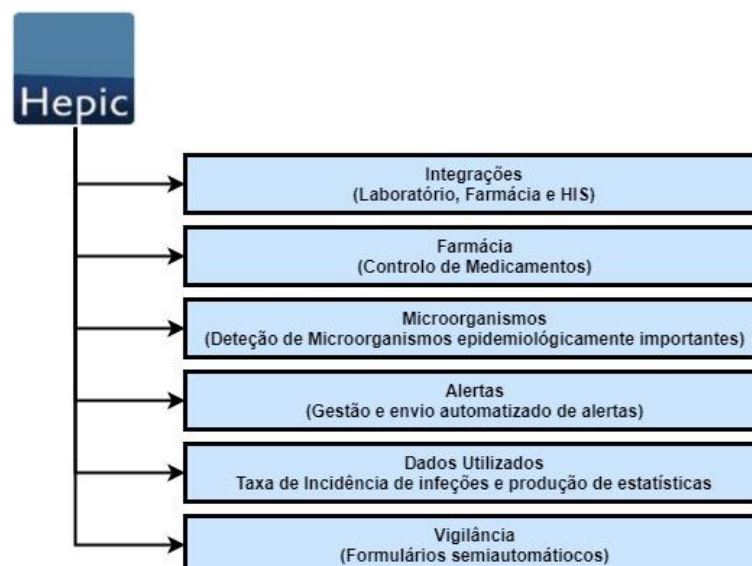 Hepic
Integrações
(Laboratório, Farmácia e HIS)
Farmácia
(Controlo de Medicamentos)
Microorganismos
(Deteção de Microorganismos epidemiológicamente importantes)
Alertas
(Gestão e envio automatizado de alertas)
Dados Utilizados
Taxa de Incidência de infeções e produção de estatísticas
Vigilância
(Formulários semiautomátiocos)